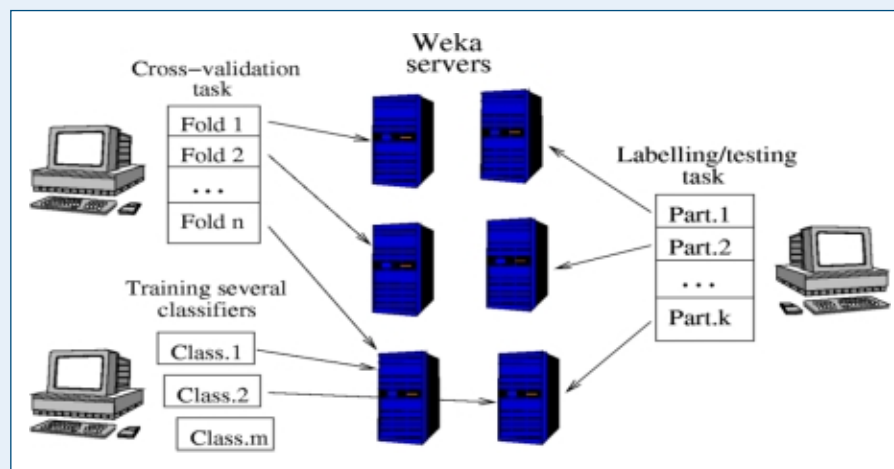 Weka
servers
Cross-validation
task
Fold 1
Fold 2
...
Fold n
Training several
classifiers
Class.1
Class.2
Class.m
Labelling/testing
task
Part.1
Part.2
...
Part.k